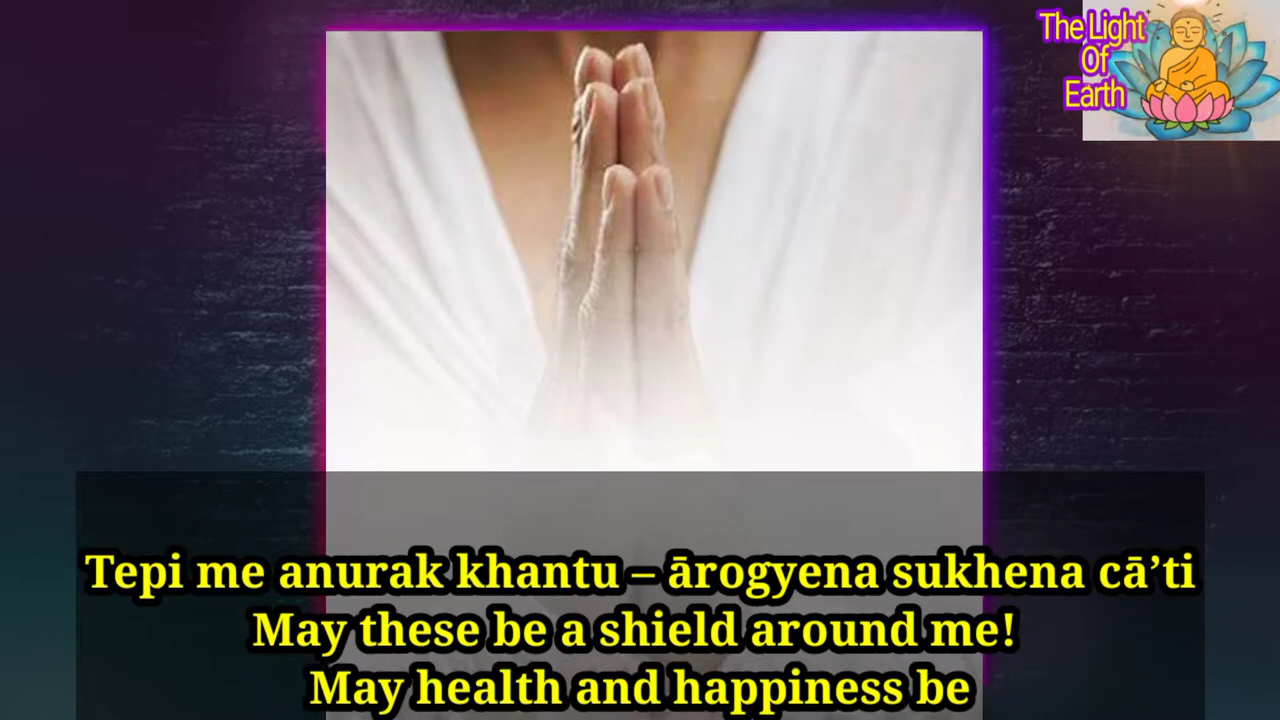 The Light
Of
Earth
Tepi me anurak khantu – ārogyena sukhena cā’ti
May these be a shield around me!
May health and happiness be